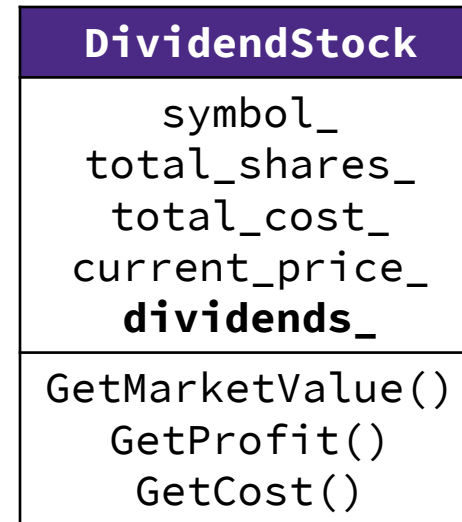 DividendStock
symbol_
total_shares_
total_cost_
current_price_
dividends_
GetMarketValue()
GetProfit()
GetCost()